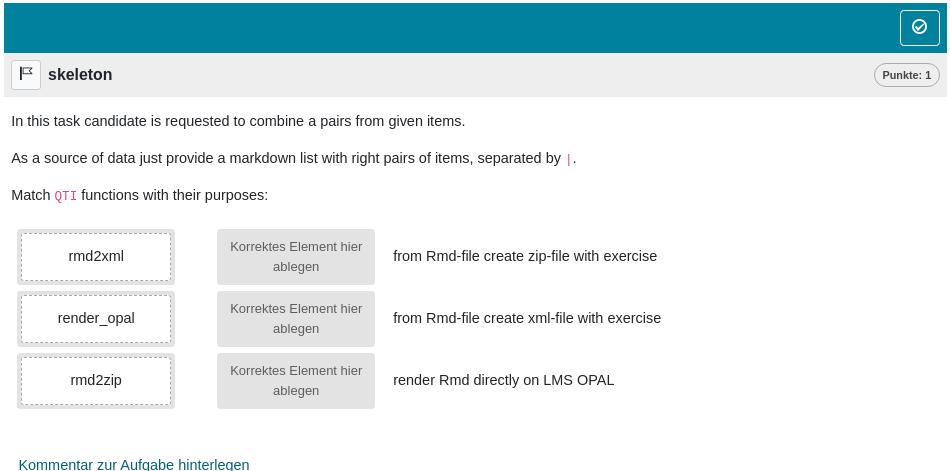 skeleton
Punkte: 1
In this task candidate is requested to combine a pairs from given items.
As a source of data just provide a markdown list with right pairs of items, separated by |.
Match QTI functions with their purposes:
rmd2xml
Korrektes Element hier
ablegen
from Rmd-file create zip-file with exercise
render_opal
Korrektes Element hier
ablegen
from Rmd-file create xml-file with exercise
rmd2zip
Korrektes Element hier
ablegen
render Rmd directly on LMS OPAL
Kommentar zur Aufgabe hinterlegen